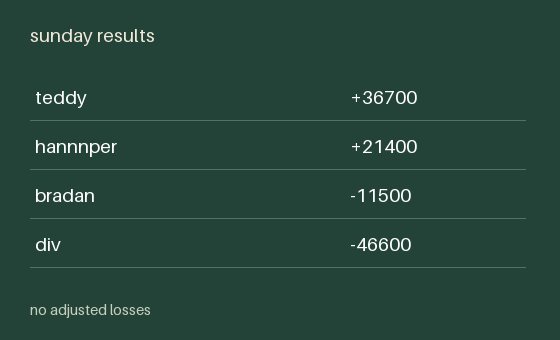 sunday results
teddy +36700
hannnper +21400
bradan -11500
div -46600
no adjusted losses